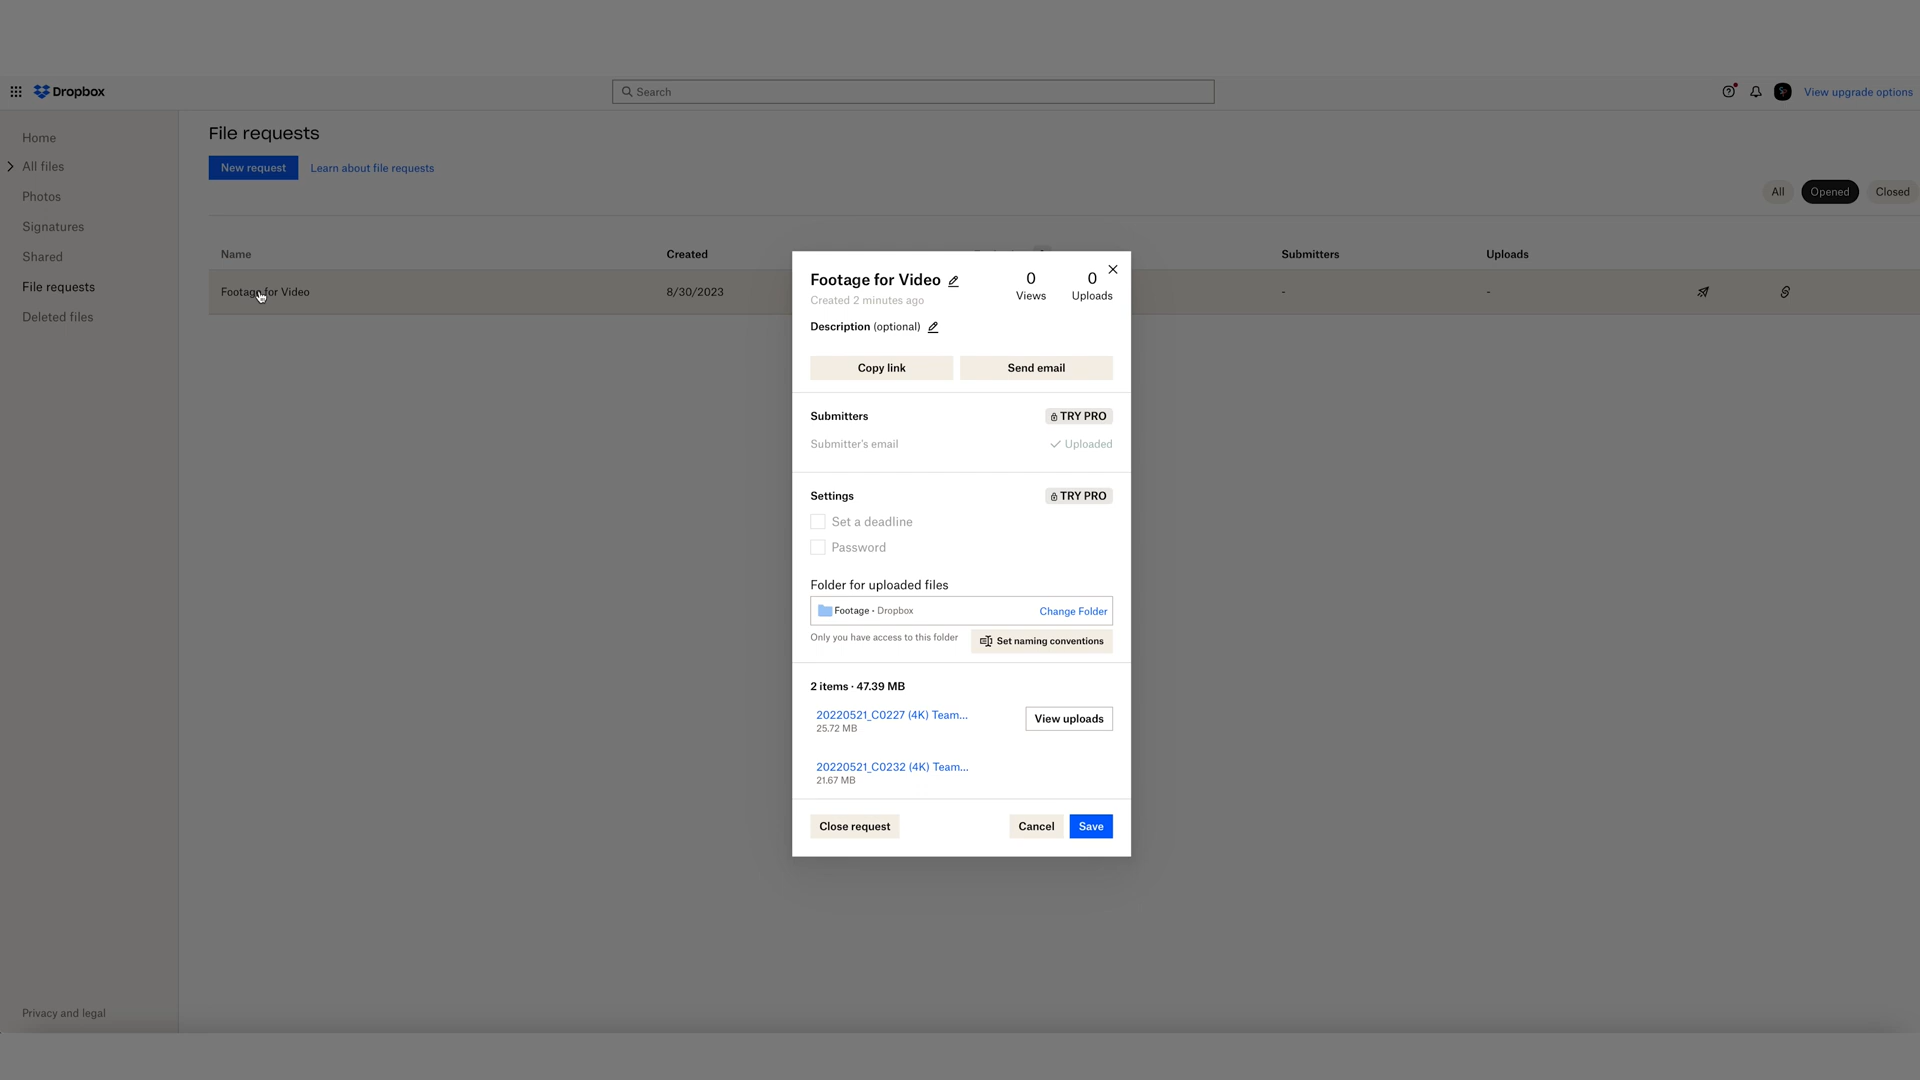 Dropbox
Search
View upgrade options
Home
All files
Photos
Signatures
Shared
File requests
Deleted files
Privacy and legal
File requests
New request
Learn about file requests
All
Opened
Closed
Name
Created
Submitters
Uploads
Footage for Video
8/30/2023
-
-
Footage for Video
Created 2 minutes ago
0
Views
0
Uploads
Description (optional)
Copy link
Send email
Submitters
TRY PRO
Submitter's email
Uploaded
Settings
TRY PRO
Set a deadline
Password
Folder for uploaded files
Footage • Dropbox
Change Folder
Only you have access to this folder
Set naming conventions
2 items · 47.39 MB
20220521_C0227 (4K) Team...
25.72 MB
View uploads
20220521_C0232 (4K) Team...
21.67 MB
Close request
Cancel
Save